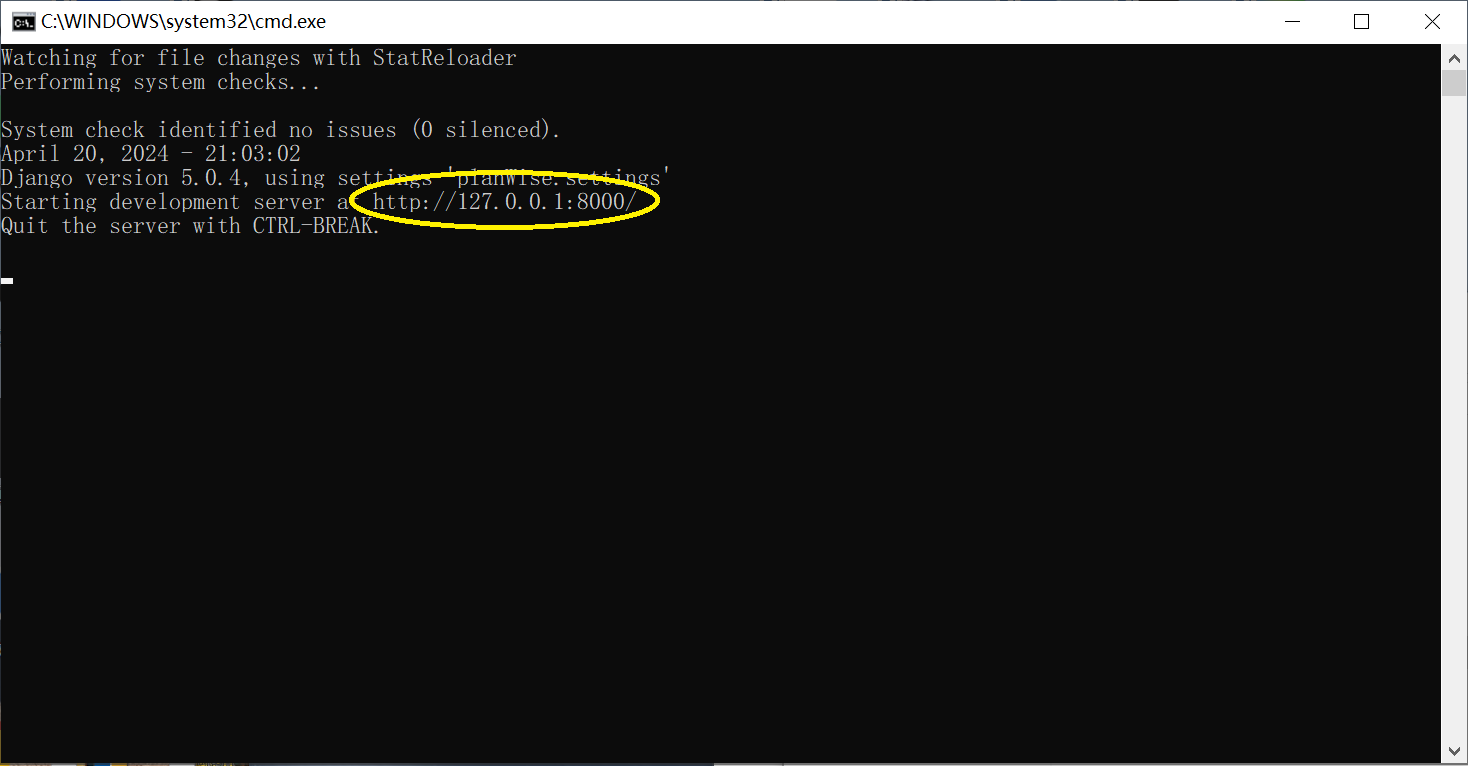 C:\WINDOWS\system32\cmd.exe
Watching for file changes with StatReloader
Performing system checks...
System check identified no issues (0 silenced).
April 20, 2024 - 21:03:02
Django version 5.0.4, using settings 'planWise.settings'
Starting development server a http://127.0.0.1:8000/
Quit the server with CTRL-BREAK.